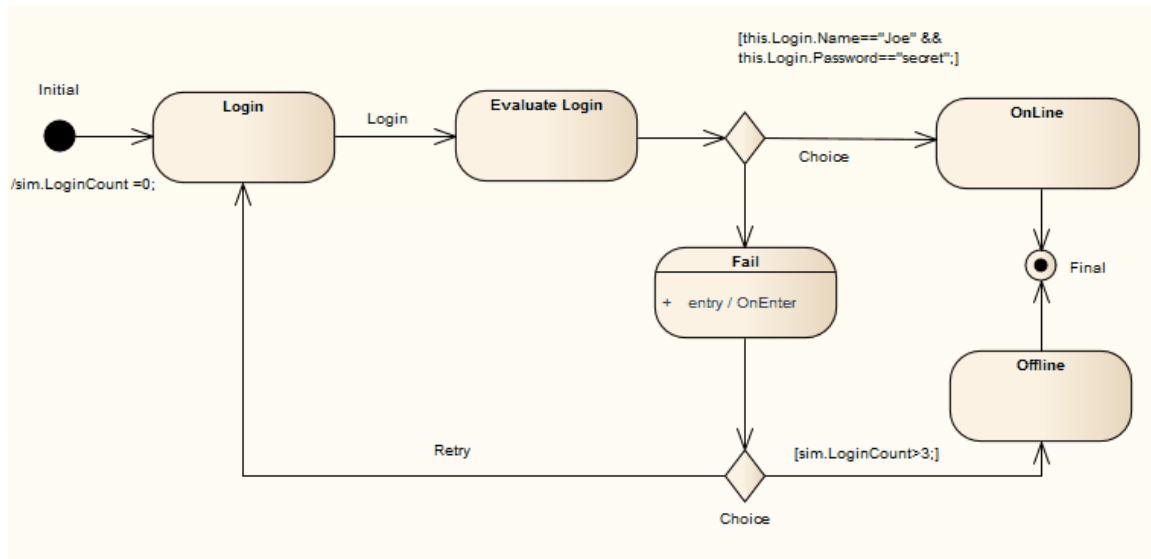 [this.Login.Name=="Joe" &&
this.Login.Password=="secret";]
Initial
Login
Evaluate Login
OnLine
Login
Choice
/sim.LoginCount =0;
Fail
Final
+ entry / OnEnter
Offline
Retry
[sim.LoginCount>3;]
Choice